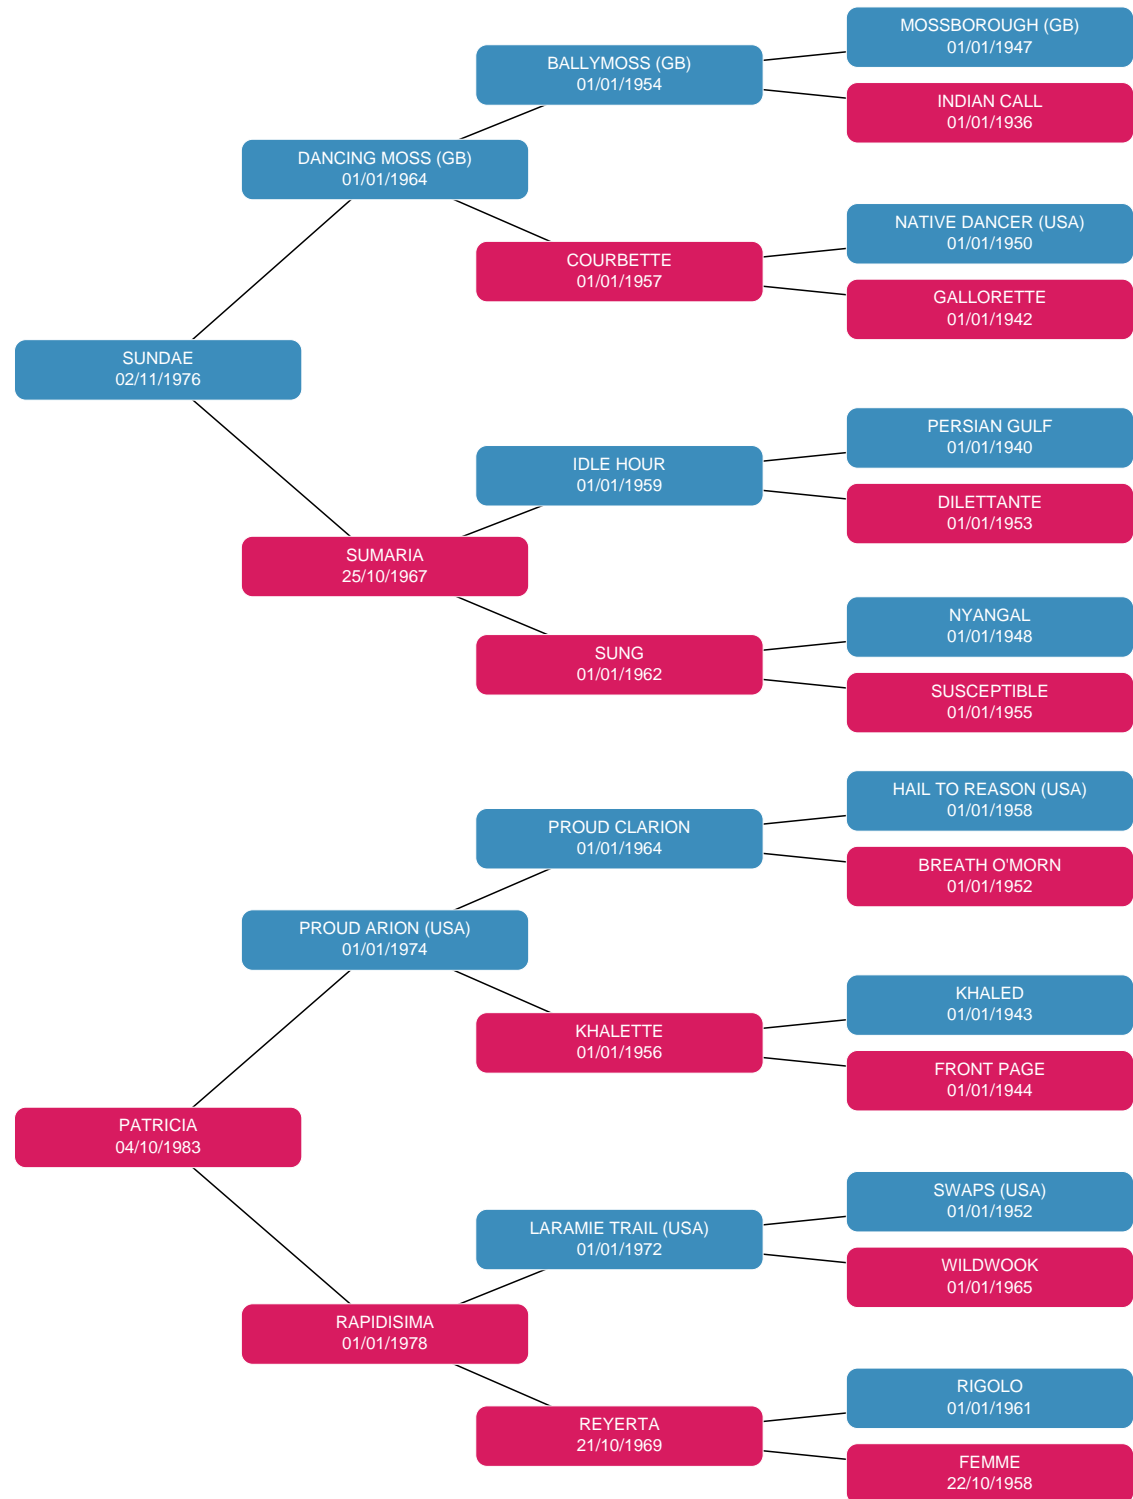 MOSSBOROUGH (GB)
01/01/1947
BALLYMOSS (GB)
01/01/1954
INDIAN CALL
01/01/1936
DANCING MOSS (GB)
01/01/1964
NATIVE DANCER (USA)
01/01/1950
COURBETTE
01/01/1957
GALLORETTE
01/01/1942
SUNDAE
02/11/1976
PERSIAN GULF
01/01/1940
IDLE HOUR
01/01/1959
DILETTANTE
01/01/1953
SUMARIA
25/10/1967
NYANGAL
01/01/1948
SUNG
01/01/1962
SUSCEPTIBLE
01/01/1955
HAIL TO REASON (USA)
01/01/1958
PROUD CLARION
01/01/1964
BREATH O'MORN
01/01/1952
PROUD ARION (USA)
01/01/1974
KHALED
01/01/1943
KHALETTE
01/01/1956
FRONT PAGE
01/01/1944
PATRICIA
04/10/1983
SWAPS (USA)
01/01/1952
LARAMIE TRAIL (USA)
01/01/1972
WILDWOOK
01/01/1965
RAPIDISIMA
01/01/1978
RIGOLO
01/01/1961
REYERTA
21/10/1969
FEMME
22/10/1958